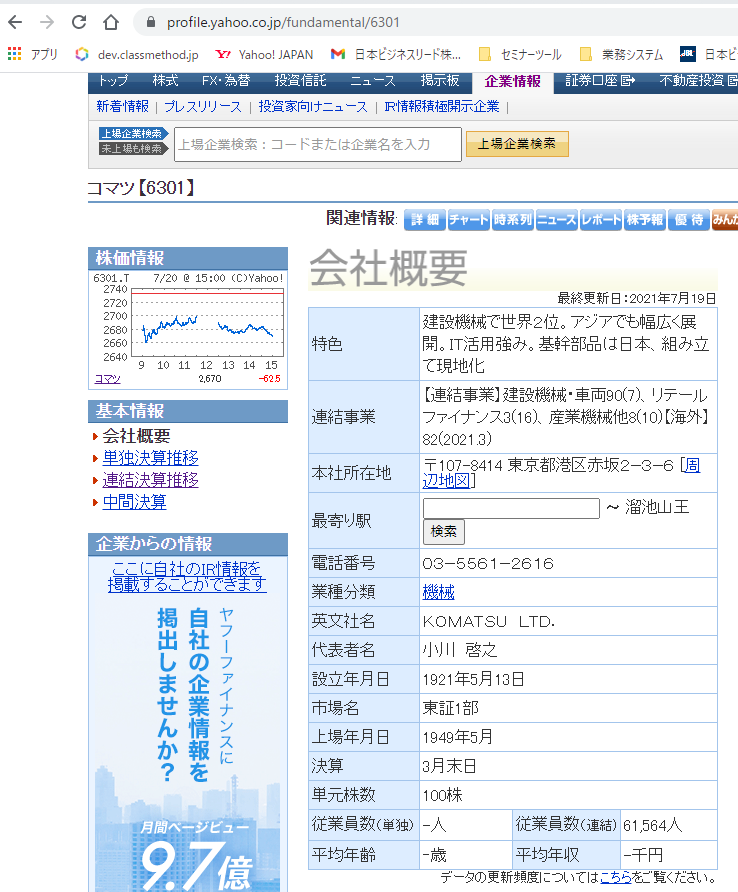 profile.yahoo.co.jp/fundamental/6301
アプリ dev.classmethod.jp Yahoo! JAPAN 日本ビジネスリード株... セミナーツール 業務システム JBL 日本ビ
トップ 株式 FX・為替 投資信託 ニュース 掲示板 企業情報 証券口座 不動産投資
新着情報 | プレスリリース | 投資家向けニュース | IR情報積極開示企業 |
上場企業検索
未上場も検索
上場企業検索：コードまたは企業名を入力 上場企業検索
コマツ【6301】
関連情報: 詳細 チャート 時系列 ニュース レポート 株予報 優待 みんか
株価情報
6301.T 7/20 @ 15:00 (C)Yahoo!
2740
2700
2680
2660
2640
9 10 11 12 13 14 15
コマツ 2,670 -62.5
基本情報
会社概要
単独決算推移
連結決算推移
中間決算
企業からの情報
ここに自社のIR情報を
掲載することができます
ヤフーファイナンスに
自社の企業情報を
掲出しませんか？
月間ページビュー
9.7億
会社概要
最終更新日：2021年7月19日
特色 建設機械で世界2位。アジアでも幅広く展
開。IT活用強み。基幹部品は日本、組み立
て現地化
連結事業 【連結事業】建設機械・車両90(7)、リテール
ファイナンス3(16)、産業機械他8(10)【海外】
82(2021.3)
本社所在地 〒107-8414 東京都港区赤坂２－３－６ [周
辺地図]
最寄り駅 ～ 溜池山王
検索
電話番号 ０３－５５６１－２６１６
業種分類 機械
英文社名 ＫＯＭＡＴＳＵ ＬＴＤ．
代表者名 小川 啓之
設立年月日 1921年5月13日
市場名 東証1部
上場年月日 1949年5月
決算 3月末日
単元株数 100株
従業員数(単独) -人 従業員数(連結) 61,564人
平均年齢 -歳 平均年収 -千円
データの更新頻度についてはこちらをご覧ください。